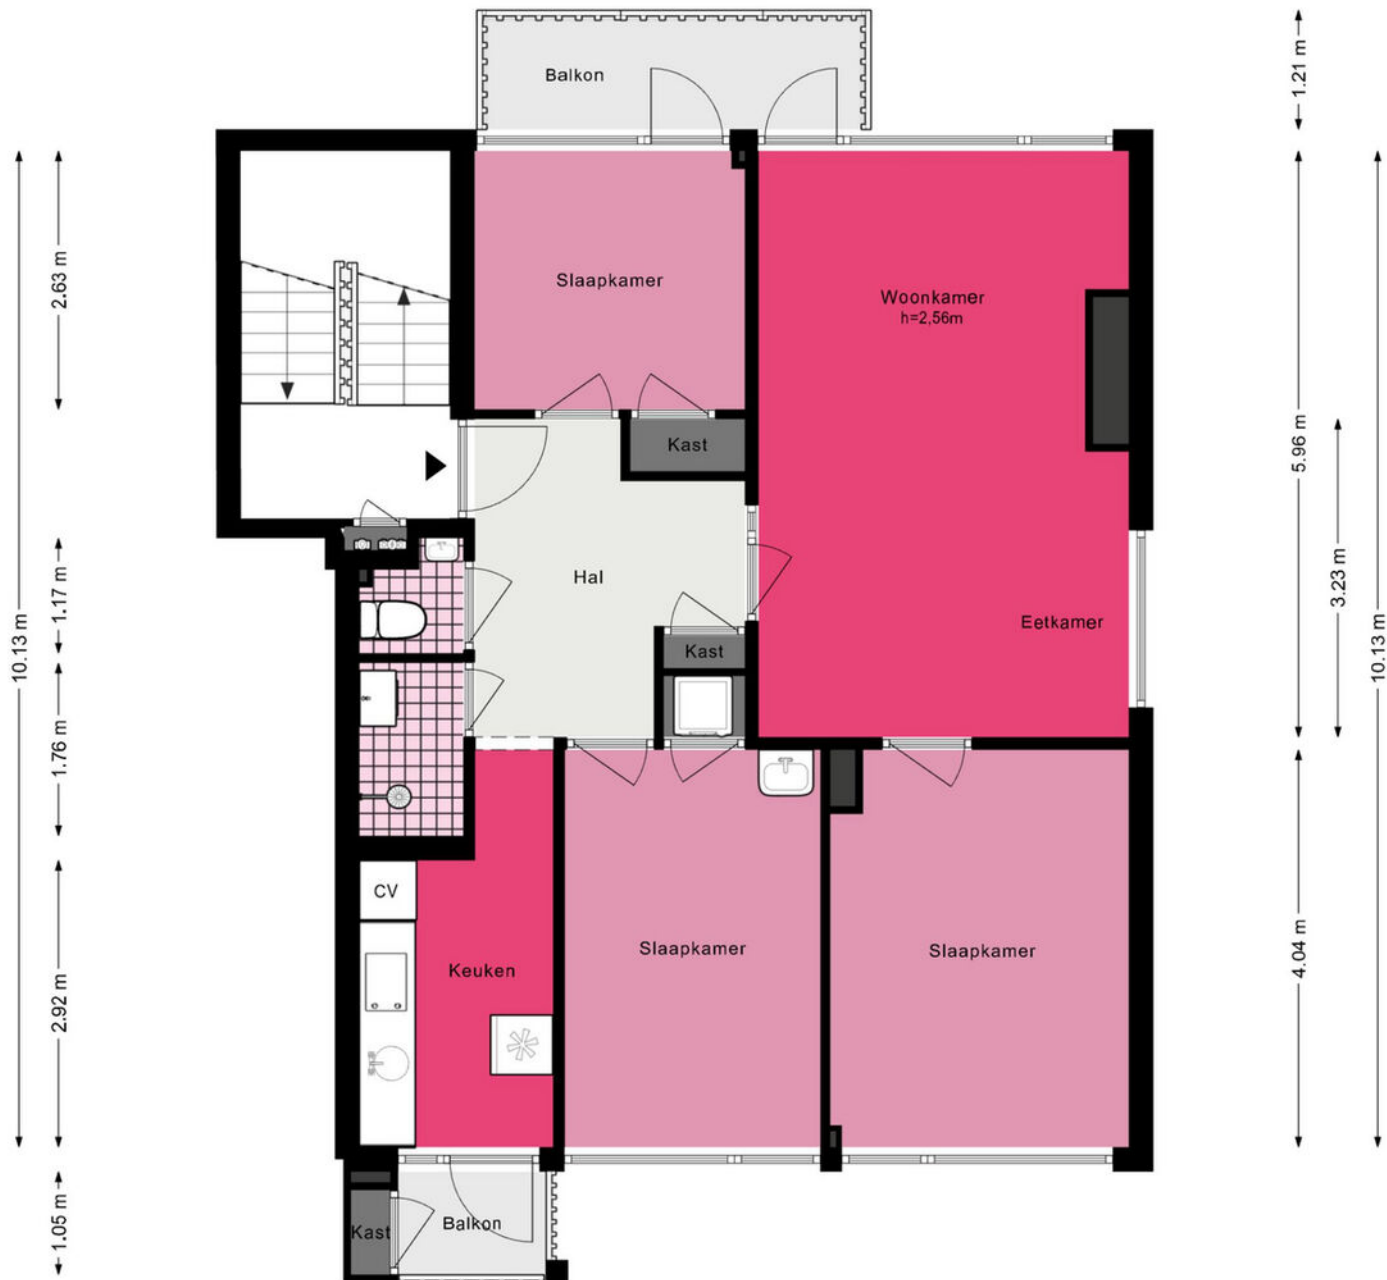 Balkon
1.21 m
Slaapkamer
2.63 m
Woonkamer
h=2,56m
Kast
5.96 m
Hal
1.17 m
3.23 m
Eetkamer
10.13 m
10.13 m
Kast
1.76 m
CV
Slaapkamer
Slaapkamer
4.04 m
Keuken
2.92 m
Kast
Balkon
1.05 m